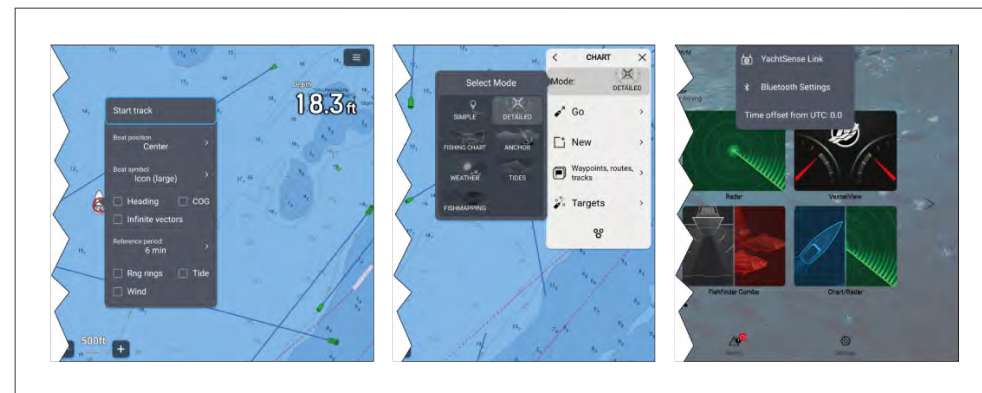 Depth
18.3ft
Start track
Boat position
Center
Boat symbol
Icon (large)
Heading
COG
Infinite vectors
Reference period:
6 min
Rng rings
Tide
Wind
500ft
Select Mode
SIMPLE
DETAILED
FISHING CHART
ANCHOR
WEATHER
TIDES
FISHMAPPING
CHART
Mode:
DETAILED
Go
New
Waypoints, routes,
tracks
Targets
YachtSense Link
Bluetooth Settings
Time offset from UTC: 0.0
Radar
VesselView
Fishfinder Combo
Chart/Radar
Settings